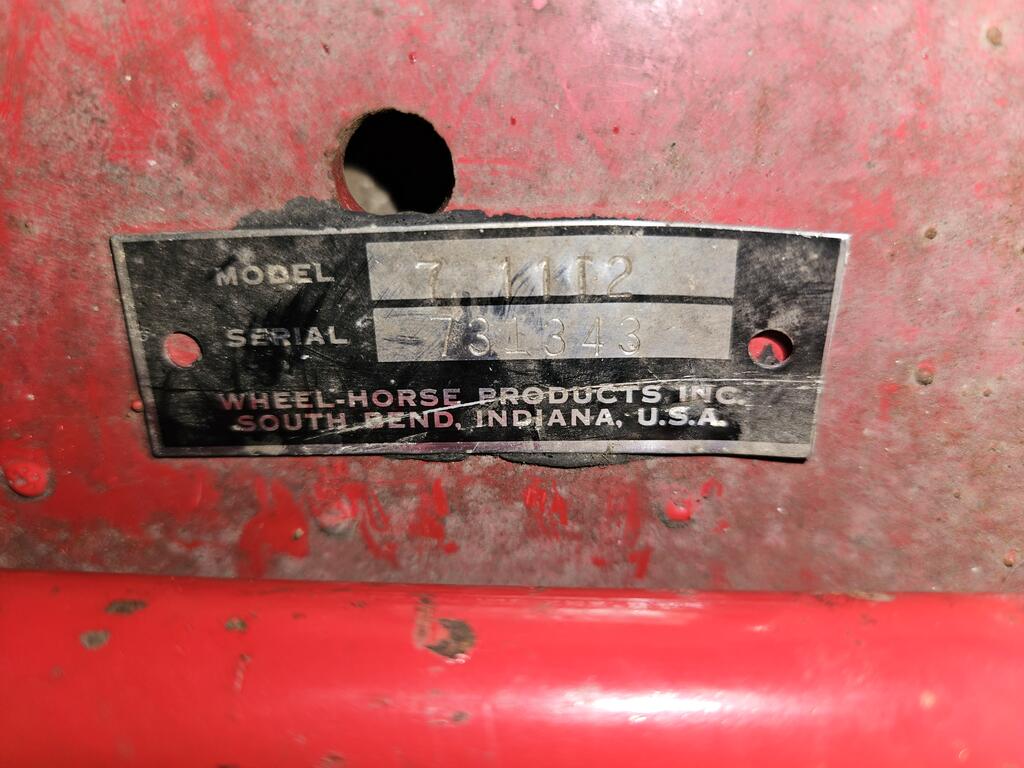 MODEL 7 1112
SERIAL 731343
WHEEL-HORSE PRODUCTS INC.
SOUTH BEND, INDIANA, U.S.A.